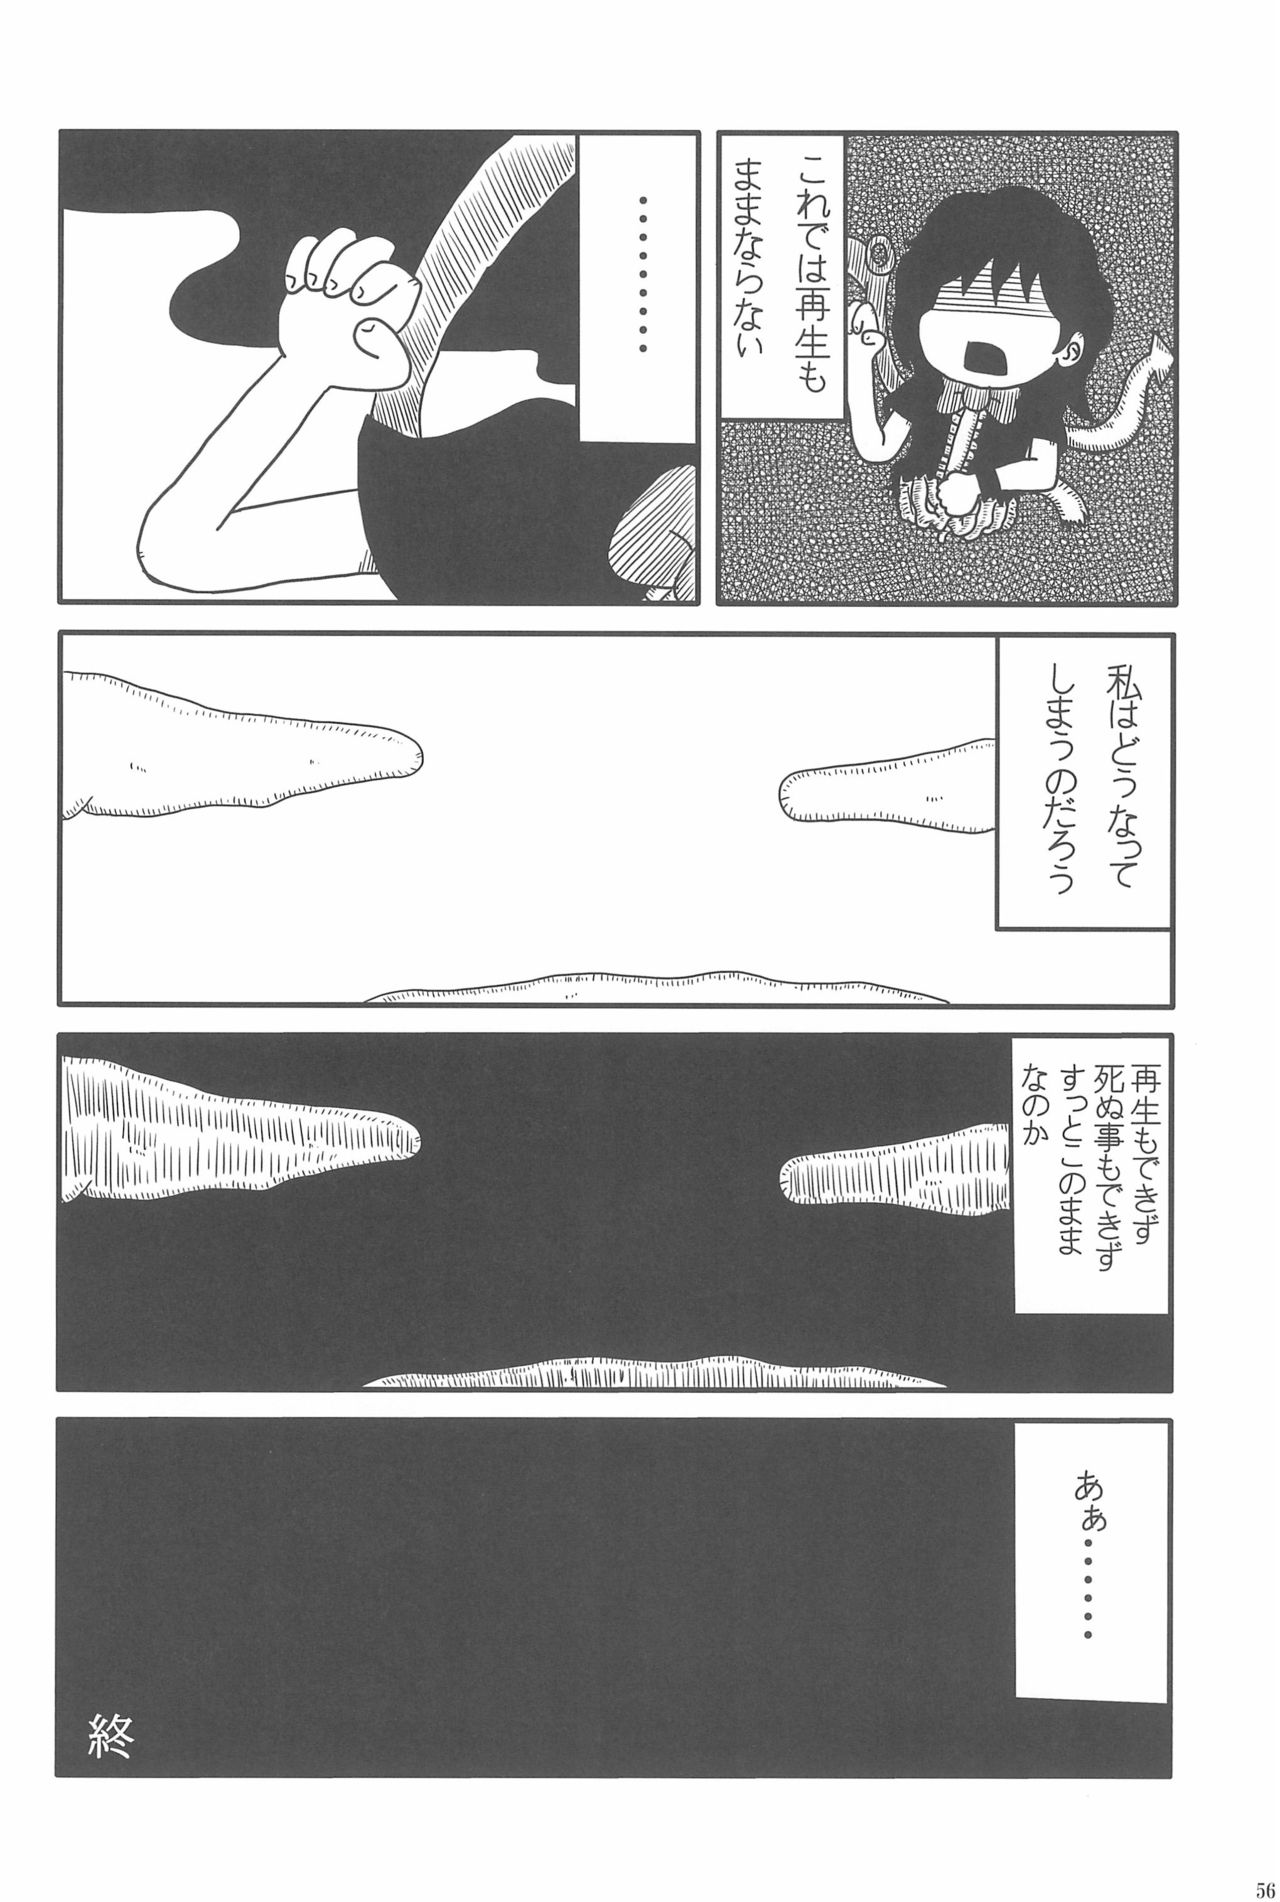 これでは再生も
ままならない
………
私はどうなって
しまうのだろう
再生もできず
死ぬ事もできず
ずっとこのまま
なのか
あぁ……
終
56